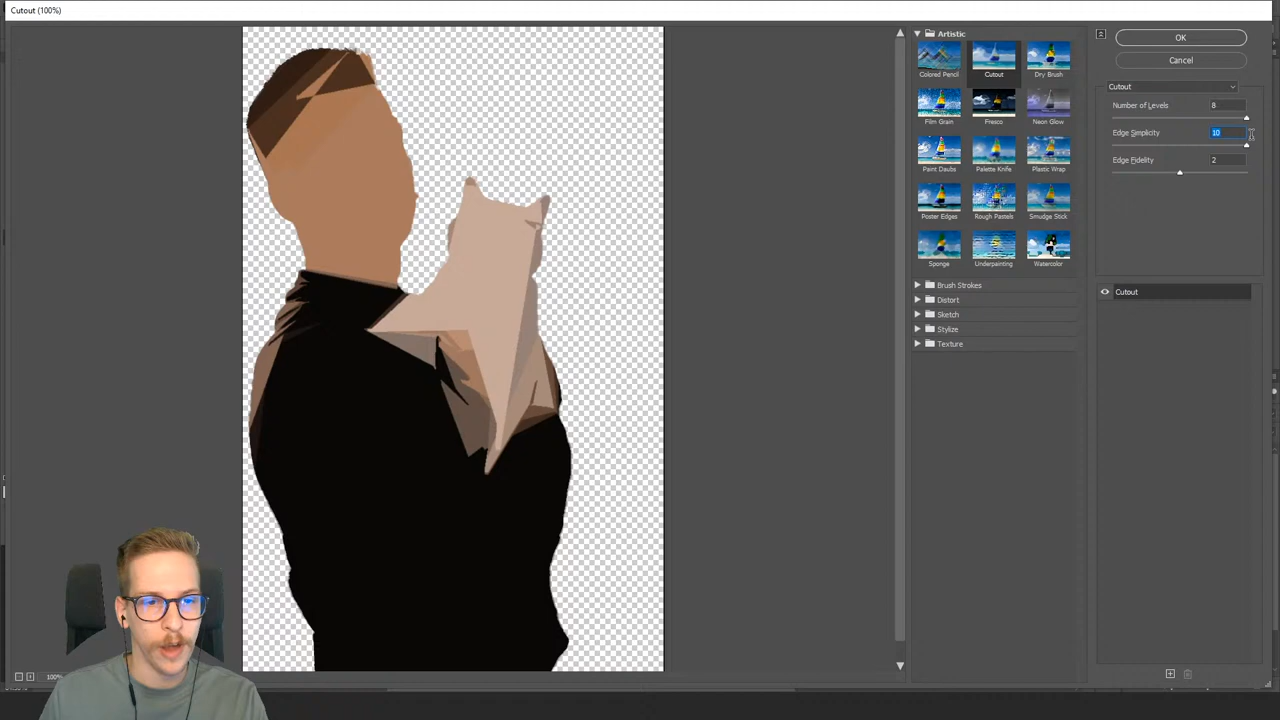 Cutout (100%)
Artistic
Colored Pencil
Cutout
Dry Brush
Film Grain
Fresco
Neon Glow
Paint Daubs
Palette Knife
Plastic Wrap
Poster Edges
Rough Pastels
Smudge Stick
Sponge
Underpainting
Watercolor
Brush Strokes
Distort
Sketch
Stylize
Texture
OK
Cancel
Cutout
Number of Levels 8
Edge Simplicity 10
Edge Fidelity 2
Cutout
100%